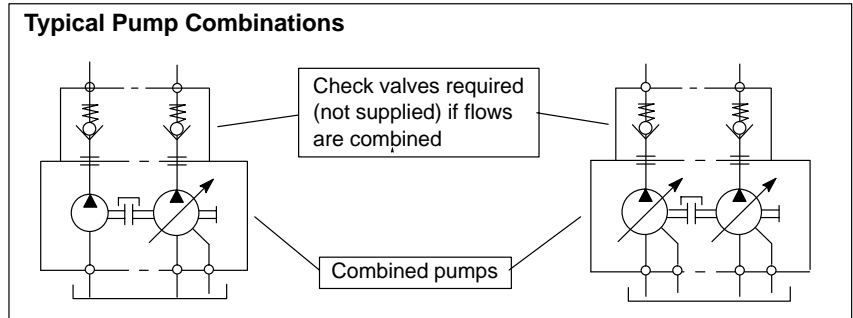 Typical Pump Combinations
Check valves required
(not supplied) if flows
are combined
Combined pumps